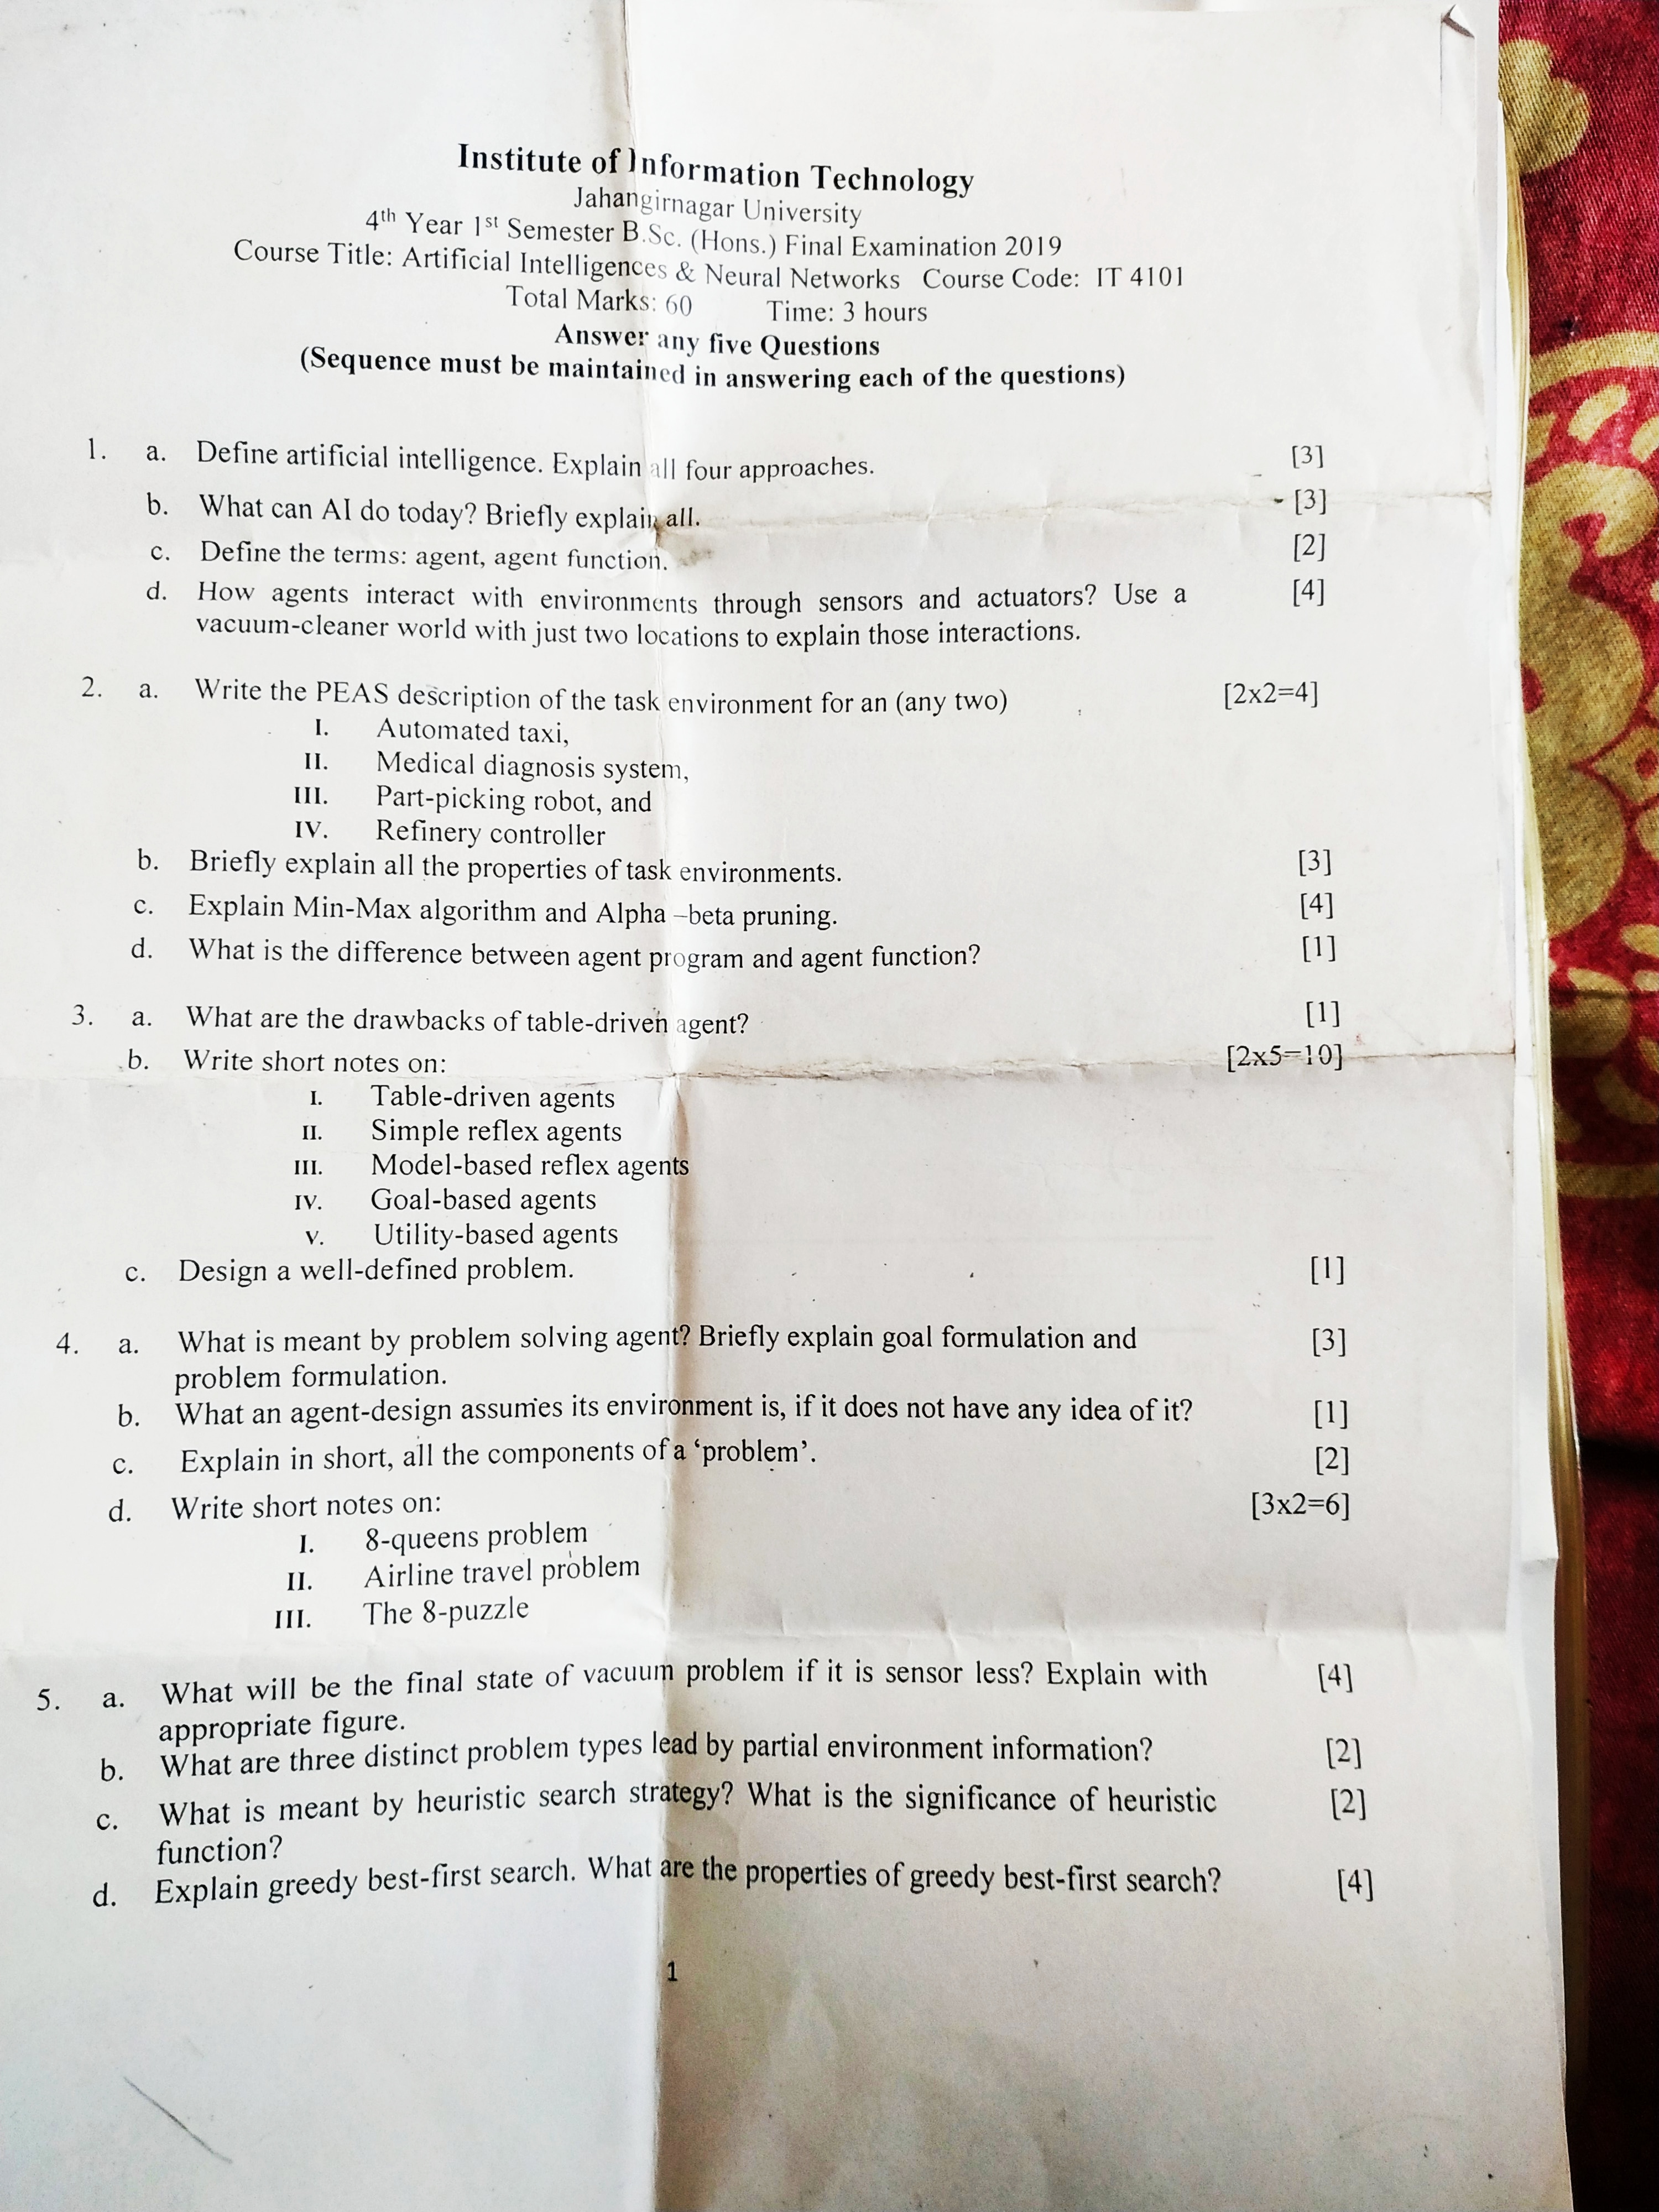 Institute of Information Technology
Jahangirnagar University
4th Year 1st Semester B.Sc. (Hons.) Final Examination 2019
Course Title: Artificial Intelligences & Neural Networks Course Code: IT 4101
Total Marks: 60 Time: 3 hours
Answer any five Questions
(Sequence must be maintained in answering each of the questions)
1. a. Define artificial intelligence. Explain all four approaches. [3]
b. What can AI do today? Briefly explain all. [3]
c. Define the terms: agent, agent function. [2]
d. How agents interact with environments through sensors and actuators? Use a [4]
vacuum-cleaner world with just two locations to explain those interactions.
2. a. Write the PEAS description of the task environment for an (any two) [2x2=4]
I. Automated taxi,
II. Medical diagnosis system,
III. Part-picking robot, and
IV. Refinery controller
b. Briefly explain all the properties of task environments. [3]
c. Explain Min-Max algorithm and Alpha –beta pruning. [4]
d. What is the difference between agent program and agent function? [1]
3. a. What are the drawbacks of table-driven agent? [1]
b. Write short notes on: [2x5=10]
I. Table-driven agents
II. Simple reflex agents
III. Model-based reflex agents
IV. Goal-based agents
V. Utility-based agents
c. Design a well-defined problem. [1]
4. a. What is meant by problem solving agent? Briefly explain goal formulation and [3]
problem formulation.
b. What an agent-design assumes its environment is, if it does not have any idea of it? [1]
c. Explain in short, all the components of a ‘problem’. [2]
d. Write short notes on: [3x2=6]
I. 8-queens problem
II. Airline travel problem
III. The 8-puzzle
5. a. What will be the final state of vacuum problem if it is sensor less? Explain with [4]
appropriate figure.
b. What are three distinct problem types lead by partial environment information? [2]
c. What is meant by heuristic search strategy? What is the significance of heuristic [2]
function?
d. Explain greedy best-first search. What are the properties of greedy best-first search? [4]
1